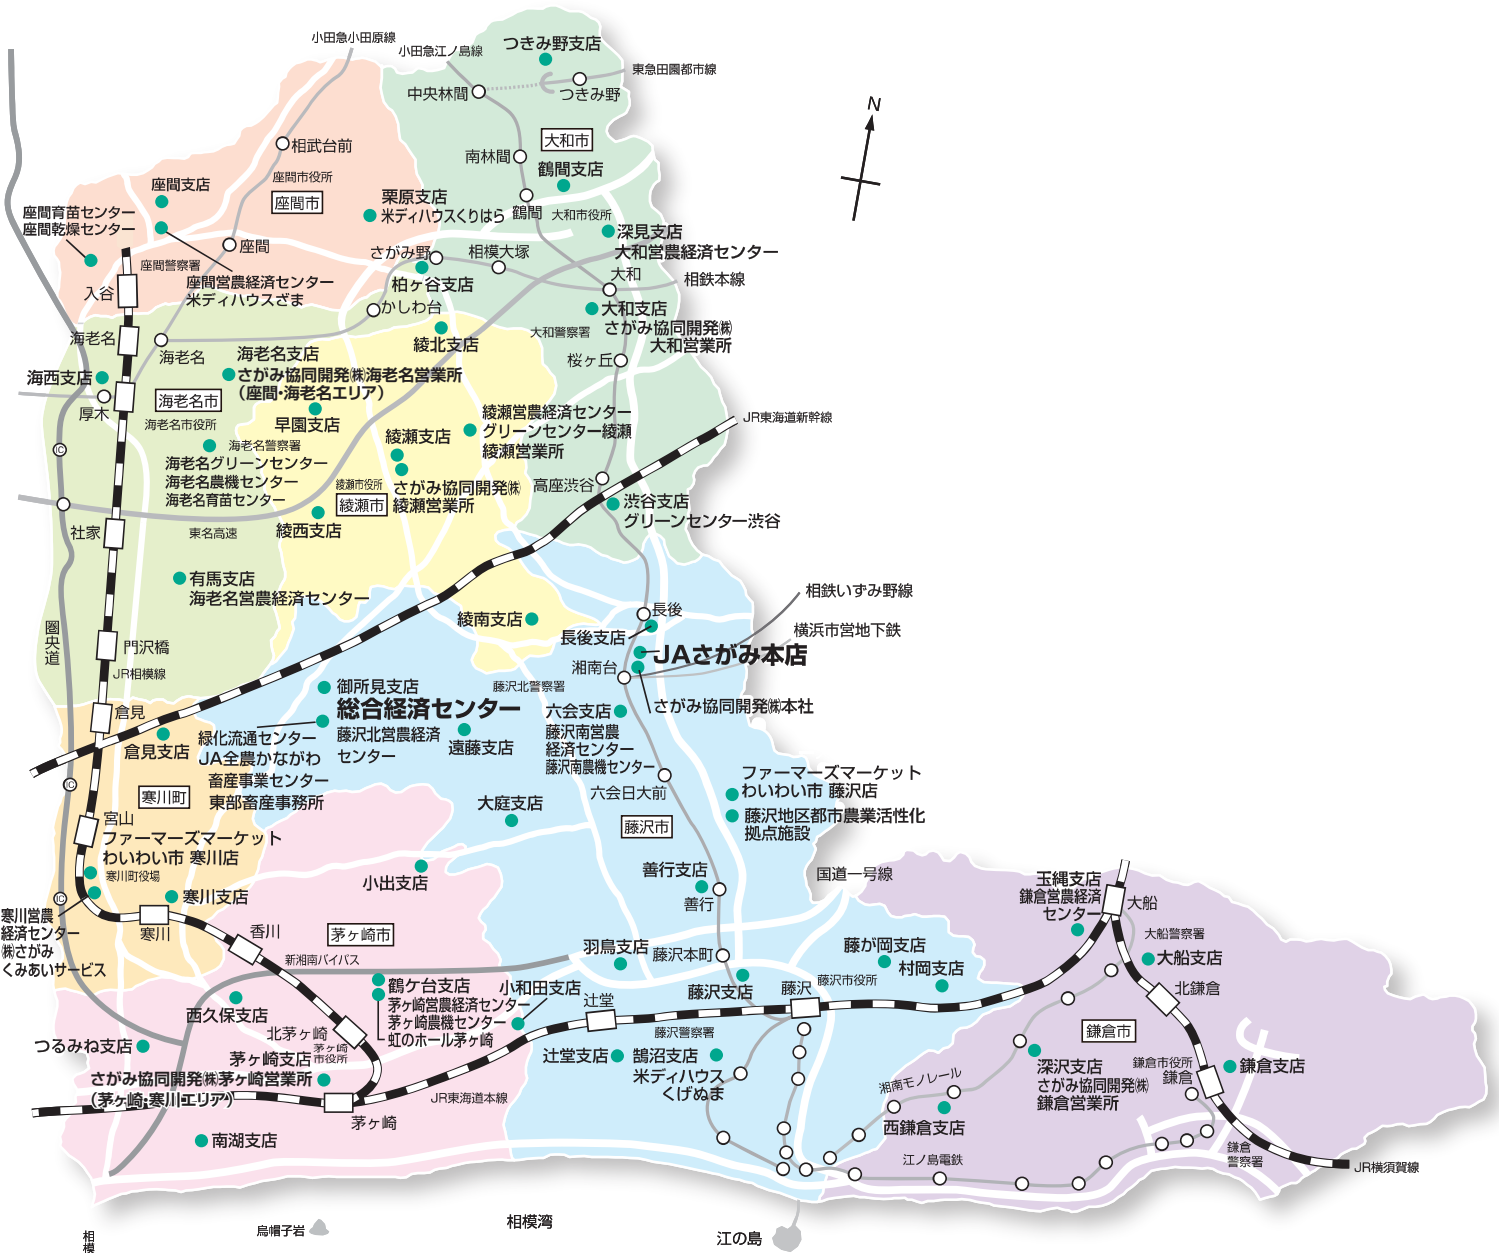 小田急小田原線
小田急江ノ島線
つきみ野支店
東急田園都市線
中央林間
つきみ野
N
相武台前
大和市
南林間
鶴間支店
座間市役所
座間支店
座間市
栗原支店
米ディハウスくりはら
鶴間
大和市役所
座間育苗センター
座間乾燥センター
深見支店
大和営農経済センター
座間
さがみ野
相模大塚
座間警察署
大和
相鉄本線
座間営農経済センター
米ディハウスざま
柏ヶ谷支店
入谷
かしわ台
大和支店
さがみ協同開発㈱
大和営業所
大和警察署
海老名
綾北支店
海老名
海老名支店
さがみ協同開発㈱海老名営業所
（座間・海老名エリア）
桜ヶ丘
海西支店
厚木
海老名市
早園支店
綾瀬営農経済センター
グリーンセンター綾瀬
綾瀬営業所
JR東海道新幹線
海老名市役所
海老名警察署
綾瀬支店
IC
海老名グリーンセンター
海老名農機センター
海老名育苗センター
綾瀬市役所
綾瀬市
さがみ協同開発㈱
綾瀬営業所
高座渋谷
渋谷支店
グリーンセンター渋谷
社家
東名高速
綾西支店
有馬支店
海老名営農経済センター
相鉄いずみ野線
綾南支店
長後
長後支店
横浜市営地下鉄
圏央道
門沢橋
JR相模線
JAさがみ本店
湘南台
御所見支店
総合経済センター
藤沢北警察署
さがみ協同開発㈱本社
倉見
倉見支店
緑化流通センター
JA全農かながわ
畜産事業センター
東部畜産事務所
藤沢北営農経済
センター
遠藤支店
六会支店
藤沢南営農
経済センター
藤沢南農機センター
六会日大前
IC
寒川町
ファーマーズマーケット
わいわい市 藤沢店
藤沢地区都市農業活性化
拠点施設
大庭支店
藤沢市
宮山
ファーマーズマーケット
わいわい市 寒川店
寒川町役場
小出支店
善行支店
善行
国道一号線
玉縄支店
鎌倉営農経済
センター
大船
IC
寒川支店
寒川営農
経済センター
㈱さがみ
くみあいサービス
寒川
香川
茅ヶ崎市
大船警察署
大船支店
新湘南バイパス
羽鳥支店
藤沢本町
藤が岡支店
村岡支店
藤沢市役所
鶴ケ台支店
茅ヶ崎営農経済センター
茅ヶ崎農機センター
虹のホール茅ヶ崎
小和田支店
藤沢支店
藤沢
北鎌倉
西久保支店
辻堂
北茅ヶ崎
藤沢警察署
鎌倉市
つるみね支店
茅ヶ崎
市役所
茅ヶ崎支店
さがみ協同開発㈱茅ヶ崎営業所
（茅ヶ崎・寒川エリア）
辻堂支店
鵠沼支店
米ディハウス
くげぬま
深沢支店
さがみ協同開発㈱
鎌倉営業所
鎌倉市役所
鎌倉
鎌倉支店
湘南モノレール
JR東海道本線
茅ヶ崎
西鎌倉支店
南湖支店
江ノ島電鉄
鎌倉
警察署
JR横須賀線
相模湾
烏帽子岩
江の島
相模